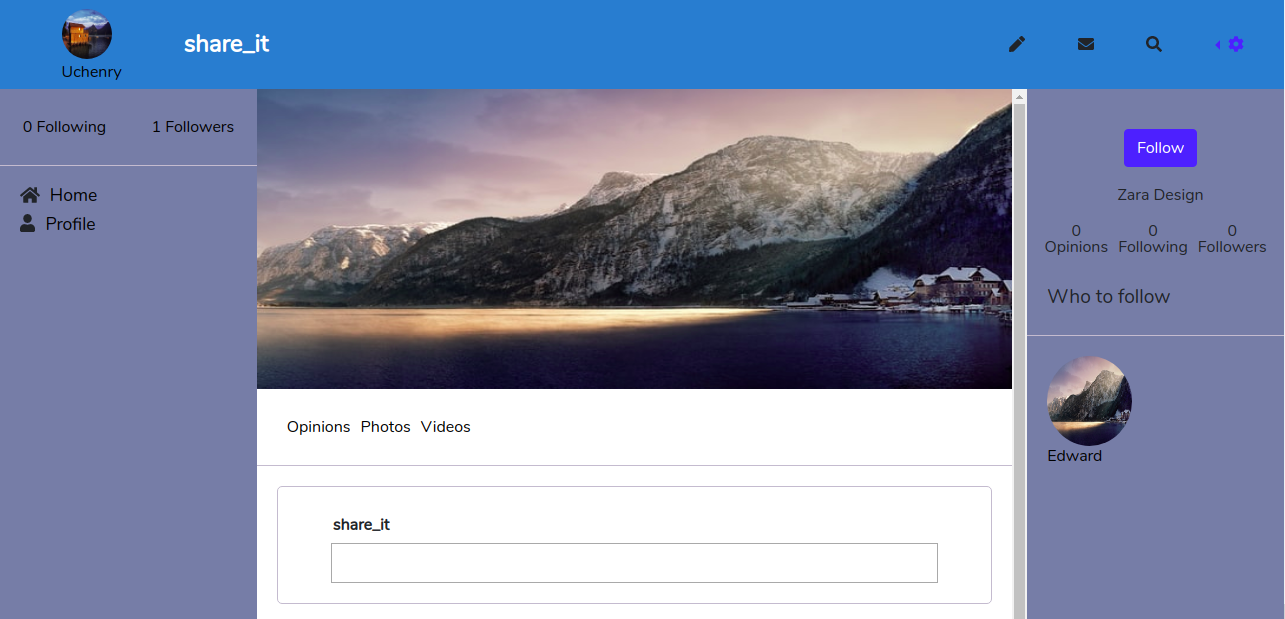 share_it
Uchenry
0 Following 1 Followers
Home
Profile
Opinions Photos Videos
share_it
Follow
Zara Design
0 0 0
Opinions Following Followers
Who to follow
Edward